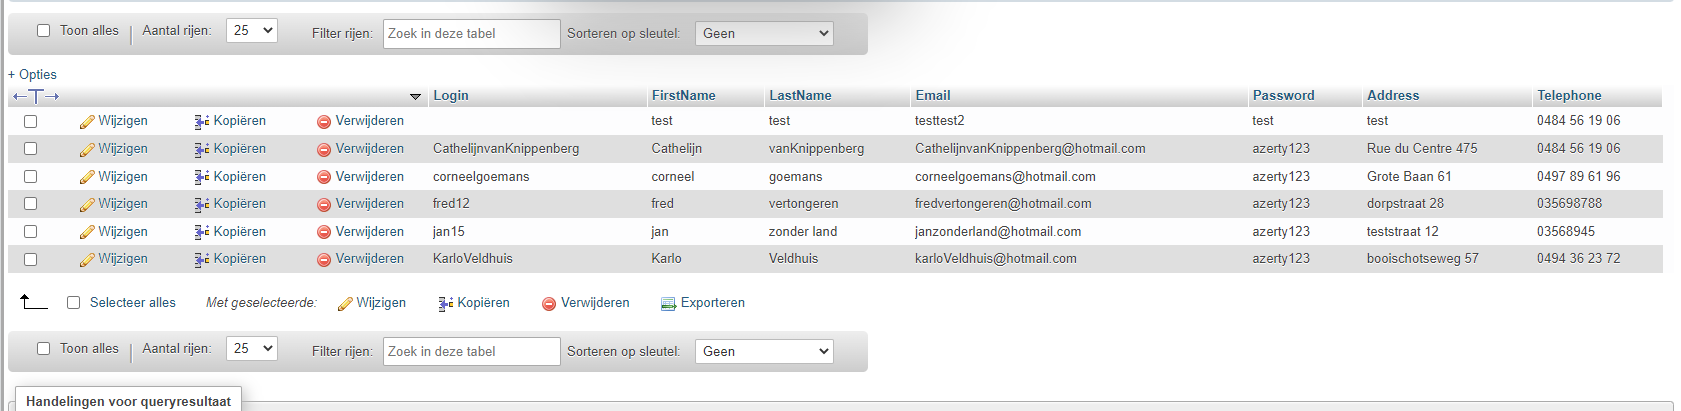 Toon alles Aantal rijen: 25 Filter rijen: Zoek in deze tabel Sorteren op sleutel: Geen
+ Opties
Login FirstName LastName Email Password Address Telephone
Wijzigen Kopiëren Verwijderen test test testtest2 test test 0484 56 19 06
Wijzigen Kopiëren Verwijderen CathelijnvanKnippenberg Cathelijn vanKnippenberg CathelijnvanKnippenberg@hotmail.com azerty123 Rue du Centre 475 0484 56 19 06
Wijzigen Kopiëren Verwijderen corneelgoemans corneel goemans corneelgoemans@hotmail.com azerty123 Grote Baan 61 0497 89 61 96
Wijzigen Kopiëren Verwijderen fred12 fred vertongeren fredvertongeren@hotmail.com azerty123 dorpstraat 28 035698788
Wijzigen Kopiëren Verwijderen jan15 jan zonder land janzonderland@hotmail.com azerty123 teststraat 12 03568945
Wijzigen Kopiëren Verwijderen KarloVeldhuis Karlo Veldhuis karloVeldhuis@hotmail.com azerty123 booischotseweg 57 0494 36 23 72
Selecteer alles Met geselecteerde: Wijzigen Kopiëren Verwijderen Exporteren
Toon alles Aantal rijen: 25 Filter rijen: Zoek in deze tabel Sorteren op sleutel: Geen
Handelingen voor queryresultaat